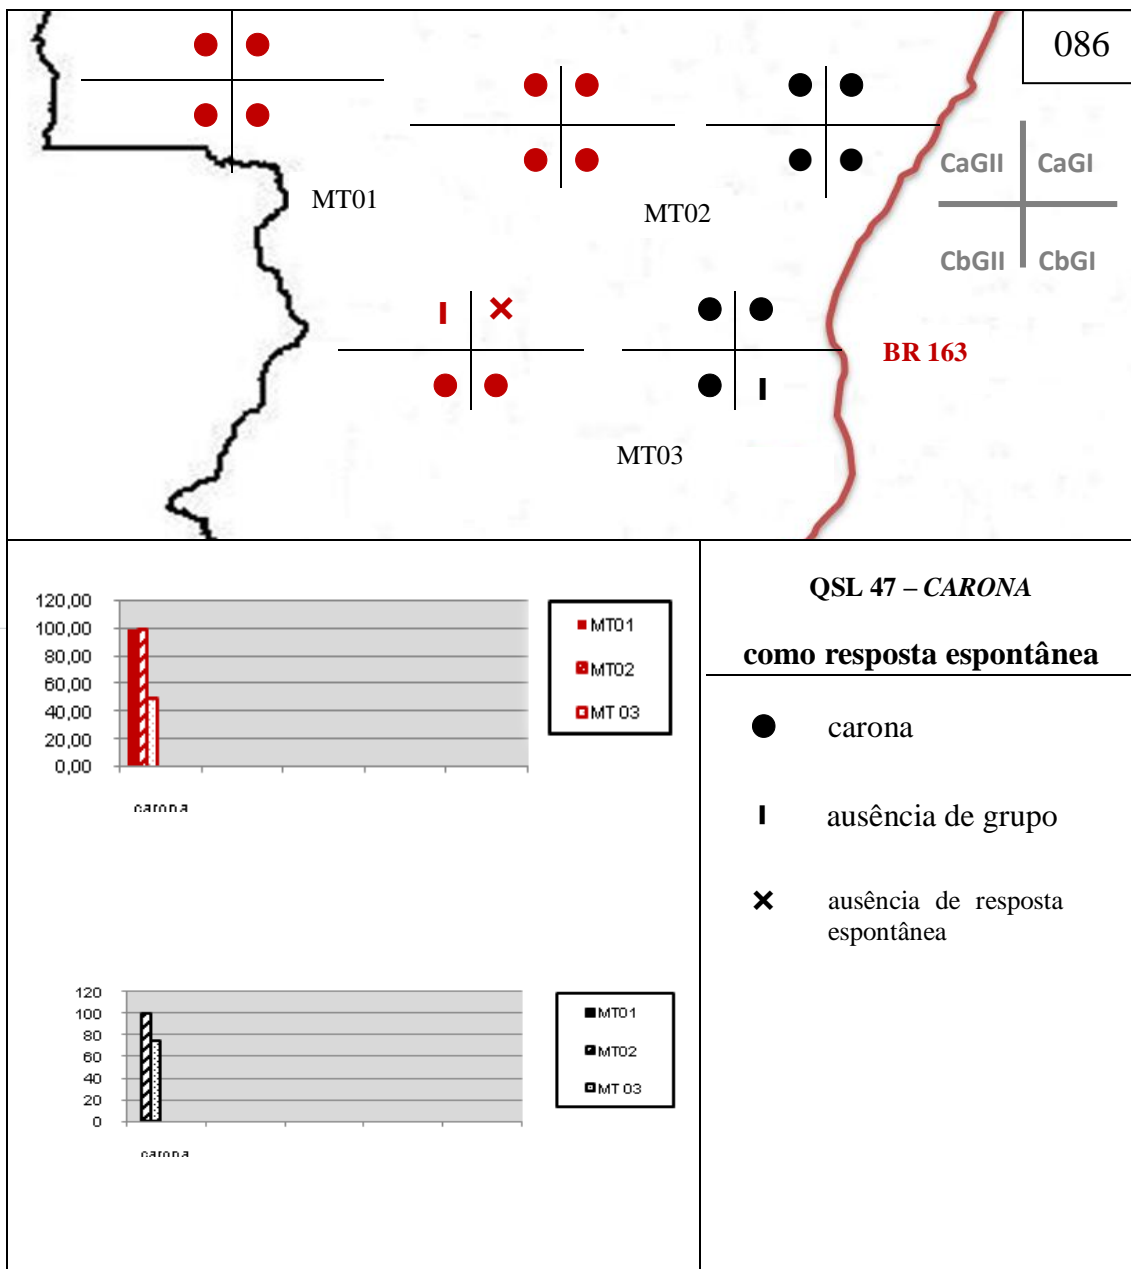 086
CaGII CaGI
MT01
MT02
CbGII CbGI
BR 163
MT03
QSL 47 – CARONA
como resposta espontânea
carona
ausência de grupo
ausência de resposta
espontânea
120,00
100,00
80,00
60,00
40,00
20,00
0,00
carona
MT01
MT02
MT 03
120
100
80
60
40
20
0
carona
MT01
MT02
MT 03